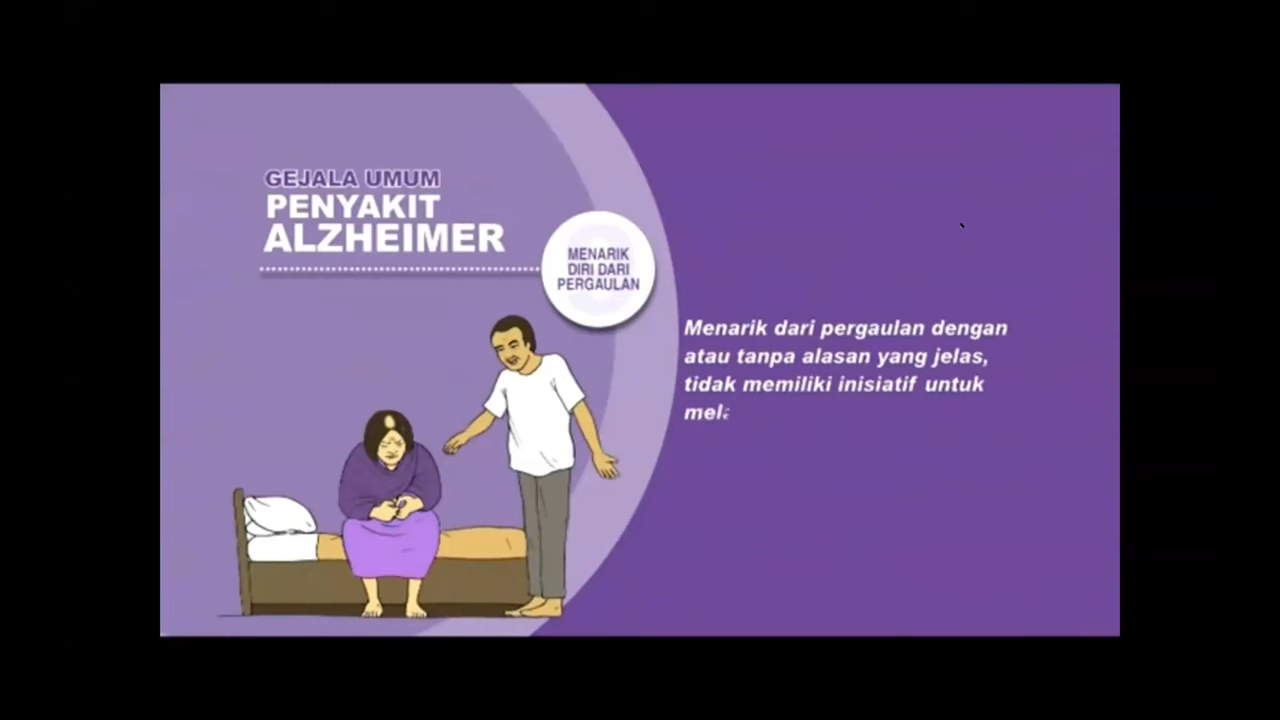 GEJALA UMUM
PENYAKIT
ALZHEIMER
MENARIK
DIRI DARI
PERGAULAN
Menarik dari pergaulan dengan
atau tanpa alasan yang jelas,
tidak memiliki inisiatif untuk
mel